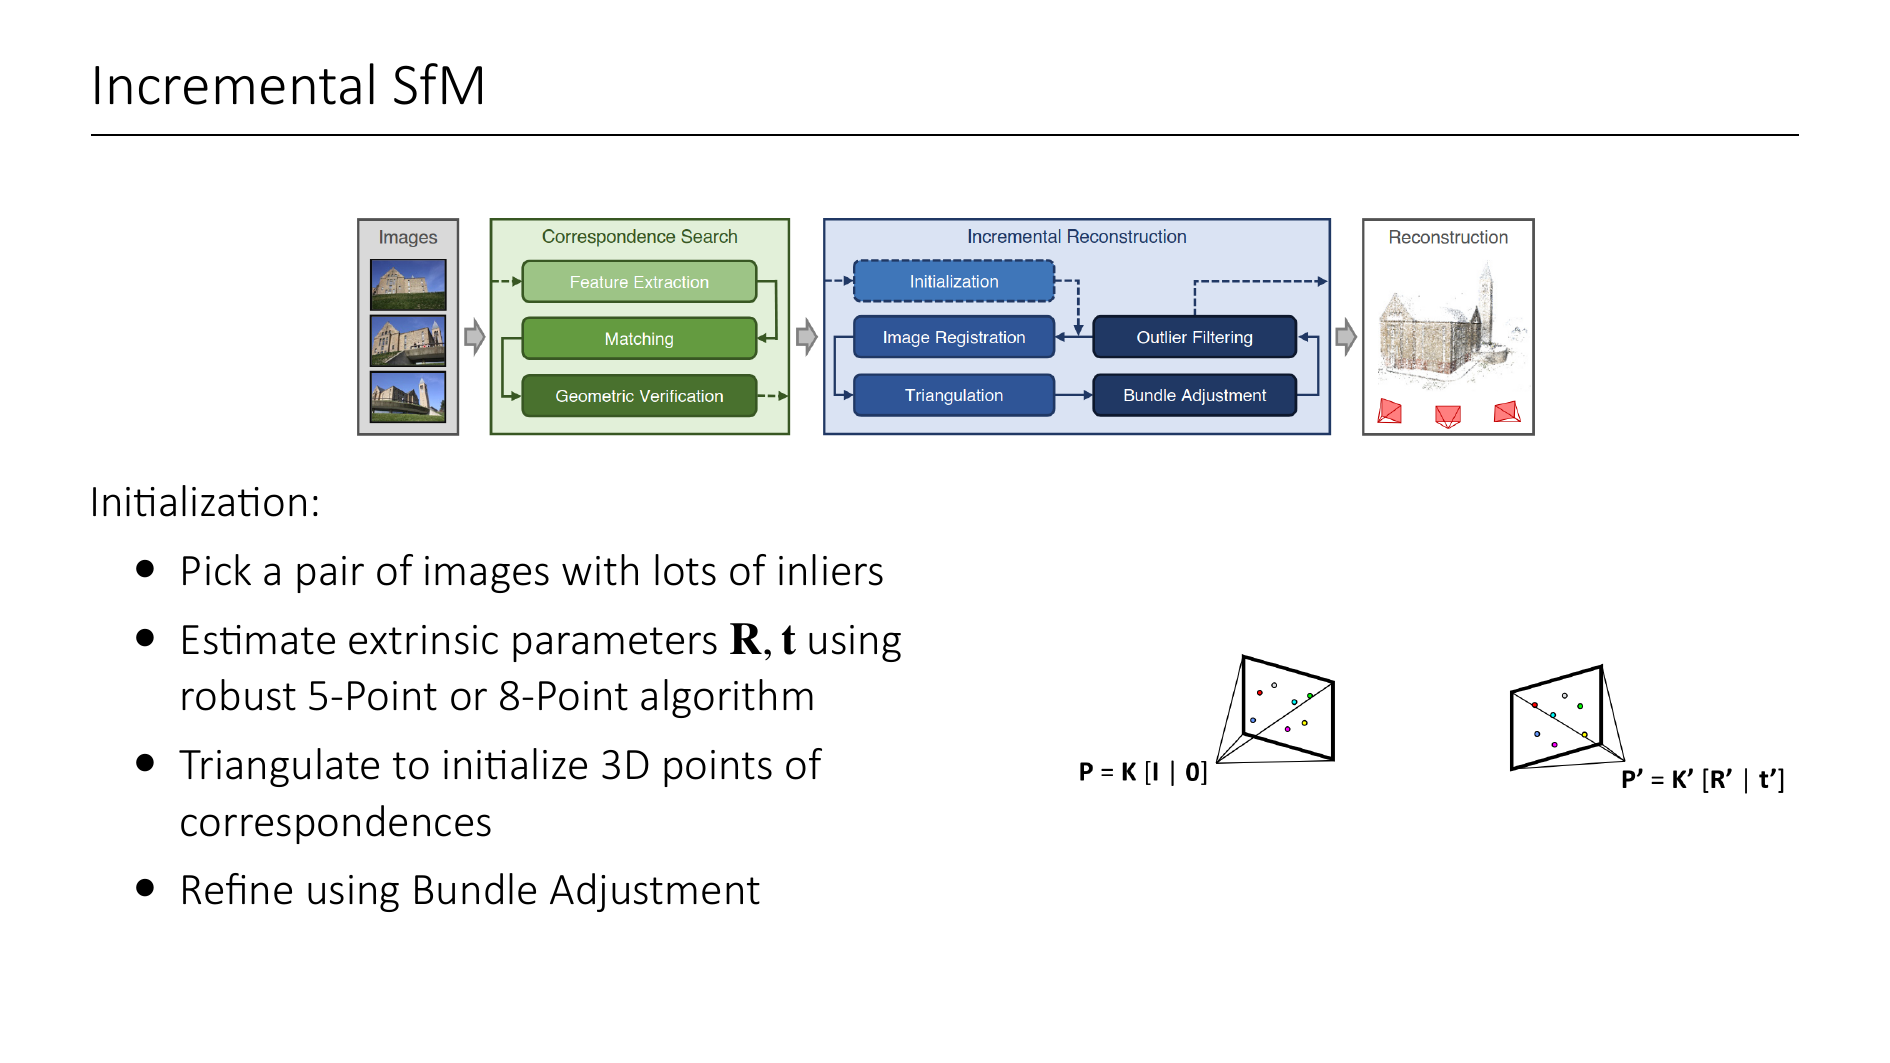 Incremental SfM
Images
Correspondence Search
Feature Extraction
Matching
Geometric Verification
Incremental Reconstruction
Initialization
Image Registration
Outlier Filtering
Triangulation
Bundle Adjustment
Reconstruction
Initialization:
● Pick a pair of images with lots of inliers
● Estimate extrinsic parameters R, t using
robust 5-Point or 8-Point algorithm
● Triangulate to initialize 3D points of
correspondences
● Refine using Bundle Adjustment
P = K [I | 0]
P’ = K’ [R’ | t’]